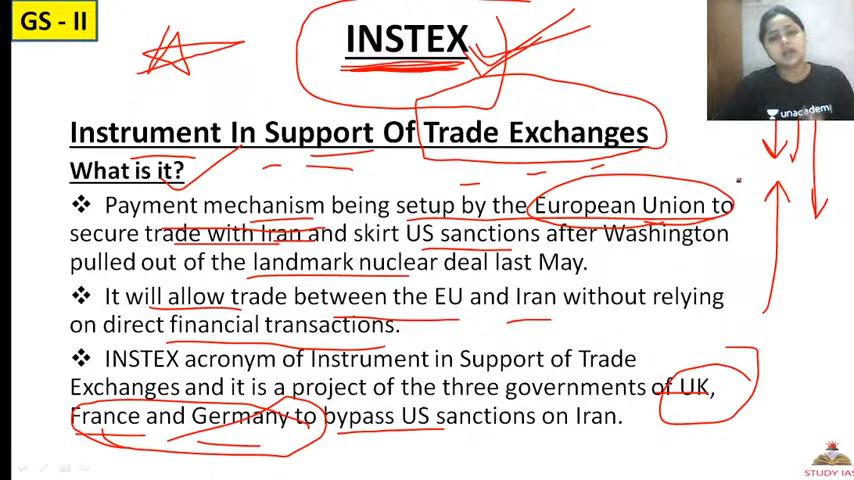 GS - II
INSTEX
unacademy
Instrument In Support Of Trade Exchanges
What is it?
❖ Payment mechanism being setup by the European Union to
secure trade with Iran and skirt US sanctions after Washington
pulled out of the landmark nuclear deal last May.
❖ It will allow trade between the EU and Iran without relying
on direct financial transactions.
❖ INSTEX acronym of Instrument in Support of Trade
Exchanges and it is a project of the three governments of UK,
France and Germany to bypass US sanctions on Iran.
STUDY IAS